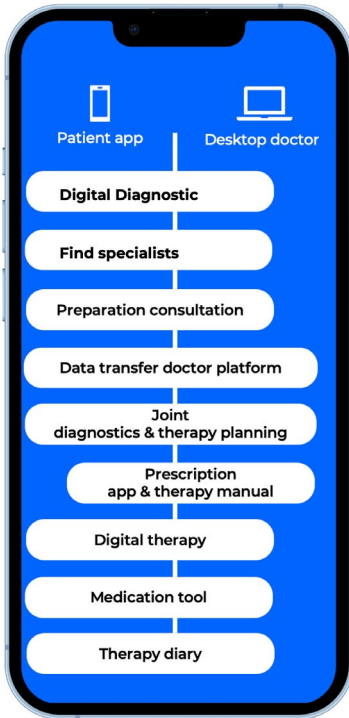 Patient app
Desktop doctor
Digital Diagnostic
Find specialists
Preparation consultation
Data transfer doctor platform
Joint
diagnostics & therapy planning
Prescription
app & therapy manual
Digital therapy
Medication tool
Therapy diary